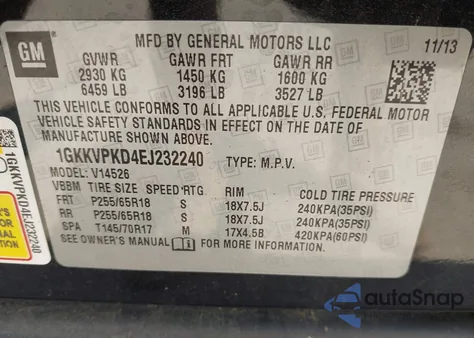 GM
MFD BY GENERAL MOTORS LLC 11/13
GVWR GAWR FRT GAWR RR
2930 KG 1450 KG 1600 KG
6459 LB 3196 LB 3527 LB
THIS VEHICLE CONFORMS TO ALL APPLICABLE U.S. FEDERAL MOTOR
VEHICLE SAFETY STANDARDS IN EFFECT ON THE DATE OF
MANUFACTURE SHOWN ABOVE.
1GKKVPKD4EJ232240 TYPE: M.P.V.
MODEL: V14526
VBBM TIRE SIZE SPEED RTG RIM COLD TIRE PRESSURE
FRT P255/65R18 S 18X7.5J 240KPA(35PSI)
RR P255/65R18 S 18X7.5J 240KPA(35PSI)
SPA T145/70R17 M 17X4.5B 420KPA(60PSI)
SEE OWNER'S MANUAL i FOR MORE INFORMATION.
1GKKVPKD4EJ232240
autoSnap